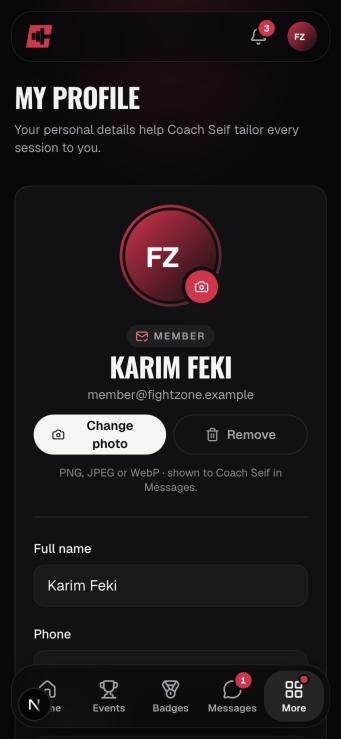 3
FZ
MY PROFILE
Your personal details help Coach Seif tailor every
session to you.
FZ
MEMBER
KARIM FEKI
member@fightzone.example
Change
photo
Remove
PNG, JPEG or WebP · shown to Coach Seif in
Messages.
Full name
Karim Feki
Phone
1
N
Events
Badges
Messages
More